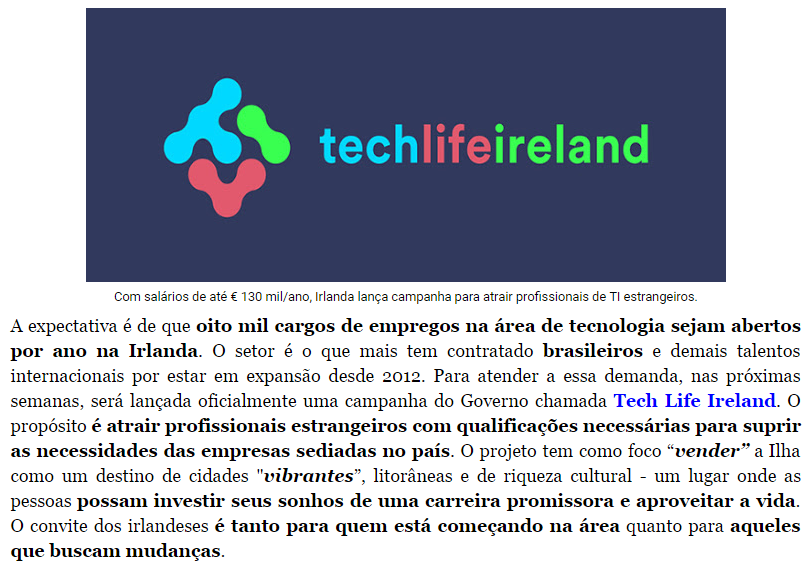 techlifeireland
Com salários de até € 130 mil/ano, Irlanda lança campanha para atrair profissionais de TI estrangeiros.
A expectativa é de que oito mil cargos de empregos na área de tecnologia sejam abertos
por ano na Irlanda. O setor é o que mais tem contratado brasileiros e demais talentos
internacionais por estar em expansão desde 2012. Para atender a essa demanda, nas próximas
semanas, será lançada oficialmente uma campanha do Governo chamada Tech Life Ireland. O
propósito é atrair profissionais estrangeiros com qualificações necessárias para suprir
as necessidades das empresas sediadas no país. O projeto tem como foco “vender” a Ilha
como um destino de cidades "vibrantes”, litorâneas e de riqueza cultural - um lugar onde as
pessoas possam investir seus sonhos de uma carreira promissora e aproveitar a vida.
O convite dos irlandeses é tanto para quem está começando na área quanto para aqueles
que buscam mudanças.